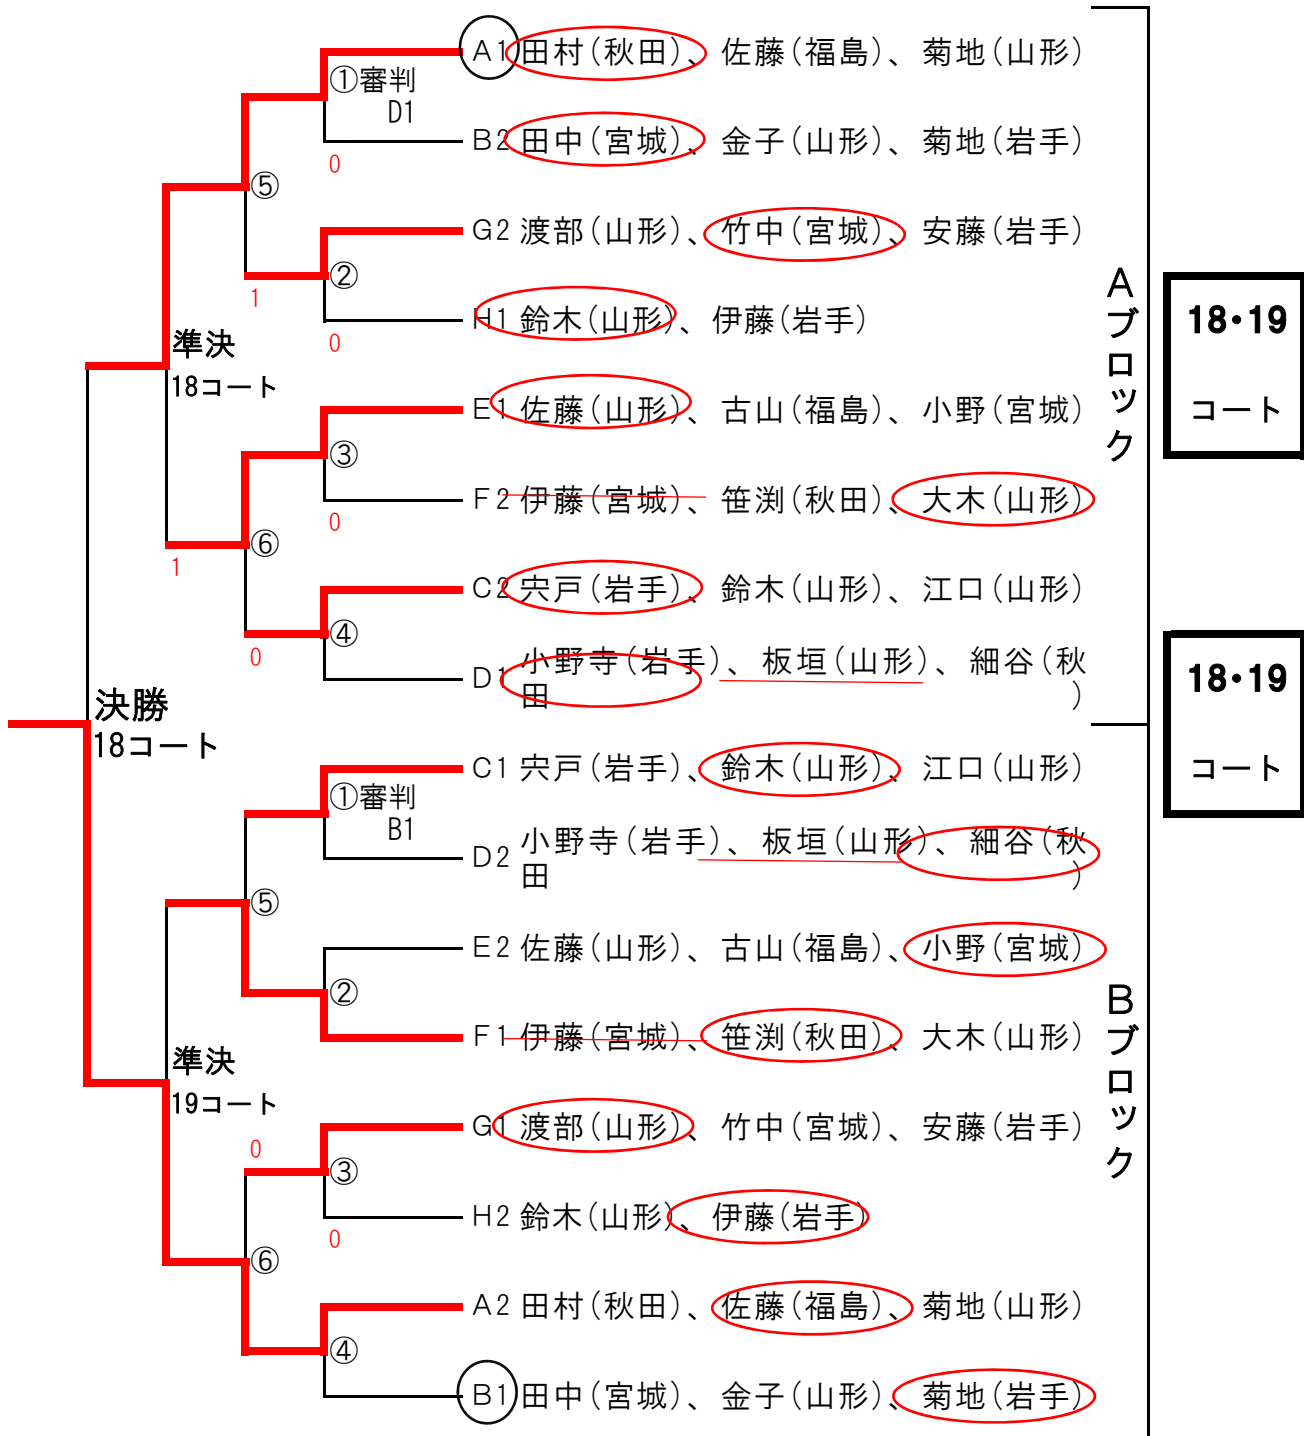 A1 田村(秋田)、 佐藤(福島)、 菊地(山形)
①審判
D1
B2 田中(宮城)、 金子(山形)、 菊地(岩手)
0
⑤
G2 渡部(山形)、 竹中(宮城)、 安藤(岩手)
②
1
H1 鈴木(山形)、 伊藤(岩手)
0
準決
18コート
E1 佐藤(山形)、 古山(福島)、 小野(宮城)
③
F2 伊藤(宮城)、 笹渕(秋田)、 大木(山形)
0
⑥
1
C2 宍戸(岩手)、 鈴木(山形)、 江口(山形)
④
0
D1 小野寺(岩手)、 板垣(山形)、 細谷(秋
田 )
Aブロック
18・19
コート
決勝
18コート
18・19
コート
C1 宍戸(岩手)、 鈴木(山形)、 江口(山形)
①審判
B1
D2 小野寺(岩手)、 板垣(山形)、 細谷(秋
田 )
⑤
E2 佐藤(山形)、 古山(福島)、 小野(宮城)
②
F1 伊藤(宮城)、 笹渕(秋田)、 大木(山形)
準決
19コート
G1 渡部(山形)、 竹中(宮城)、 安藤(岩手)
0
③
H2 鈴木(山形)、 伊藤(岩手)
0
⑥
A2 田村(秋田)、 佐藤(福島)、 菊地(山形)
④
B1 田中(宮城)、 金子(山形)、 菊地(岩手)
Bブロック